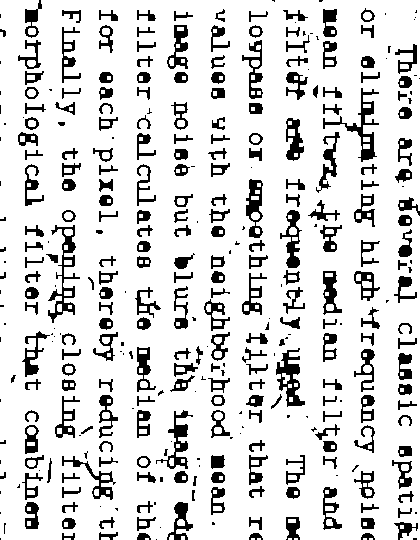 There are several classic spatial
or eliminating high frequency noise
mean filter, the median filter and
filter are frequently used. The me
lowpass or smoothing filter that re
values with the neighborhood mean.
image noise but blurs the image edg
filter calculates the median of the
for each pixel, thereby reducing th
Finally, the opening closing filter
morphological filter that combines